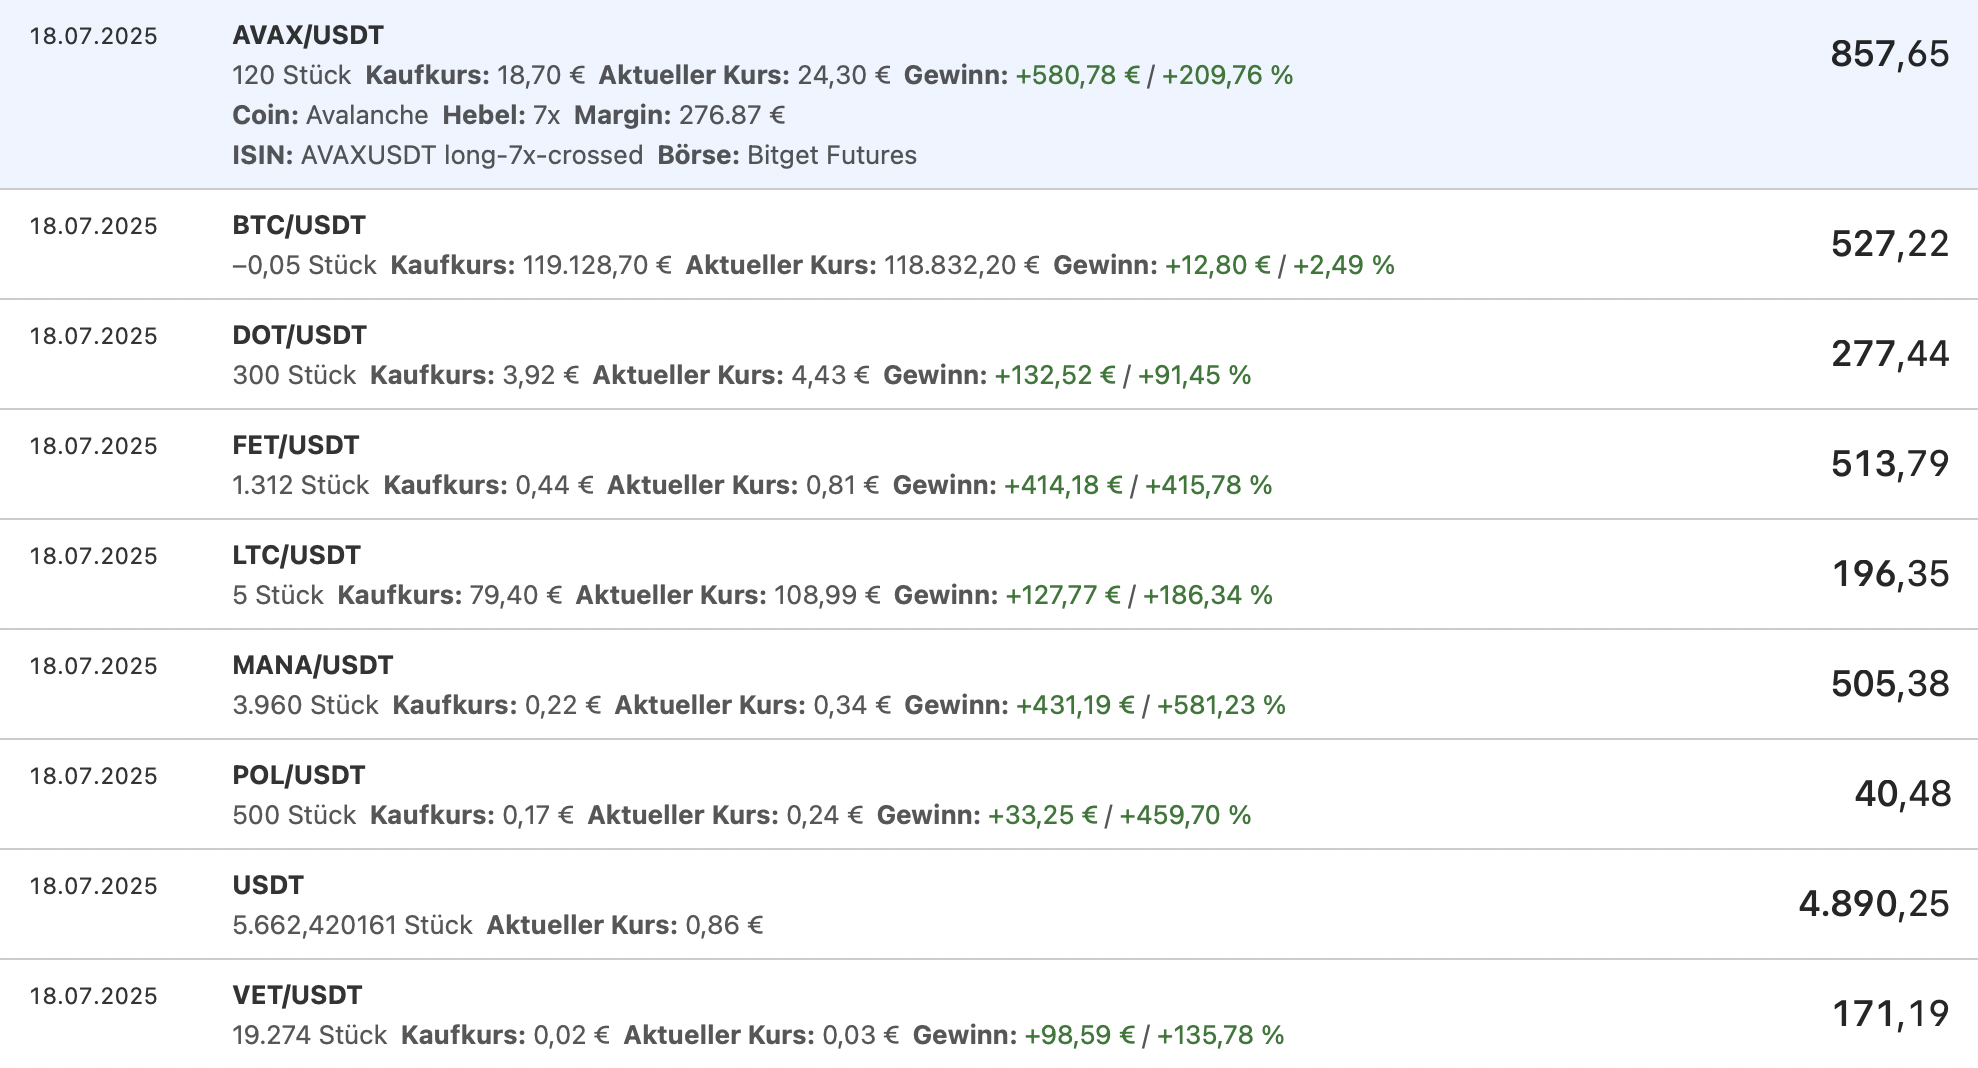 18.07.2025
AVAX/USDT
120 Stück Kaufkurs: 18,70 € Aktueller Kurs: 24,30 € Gewinn: +580,78 € / +209,76 %
Coin: Avalanche Hebel: 7x Margin: 276.87 €
ISIN: AVAXUSDT long-7x-crossed Börse: Bitget Futures
857,65
18.07.2025
BTC/USDT
−0,05 Stück Kaufkurs: 119.128,70 € Aktueller Kurs: 118.832,20 € Gewinn: +12,80 € / +2,49 %
527,22
18.07.2025
DOT/USDT
300 Stück Kaufkurs: 3,92 € Aktueller Kurs: 4,43 € Gewinn: +132,52 € / +91,45 %
277,44
18.07.2025
FET/USDT
1.312 Stück Kaufkurs: 0,44 € Aktueller Kurs: 0,81 € Gewinn: +414,18 € / +415,78 %
513,79
18.07.2025
LTC/USDT
5 Stück Kaufkurs: 79,40 € Aktueller Kurs: 108,99 € Gewinn: +127,77 € / +186,34 %
196,35
18.07.2025
MANA/USDT
3.960 Stück Kaufkurs: 0,22 € Aktueller Kurs: 0,34 € Gewinn: +431,19 € / +581,23 %
505,38
18.07.2025
POL/USDT
500 Stück Kaufkurs: 0,17 € Aktueller Kurs: 0,24 € Gewinn: +33,25 € / +459,70 %
40,48
18.07.2025
USDT
5.662,420161 Stück Aktueller Kurs: 0,86 €
4.890,25
18.07.2025
VET/USDT
19.274 Stück Kaufkurs: 0,02 € Aktueller Kurs: 0,03 € Gewinn: +98,59 € / +135,78 %
171,19